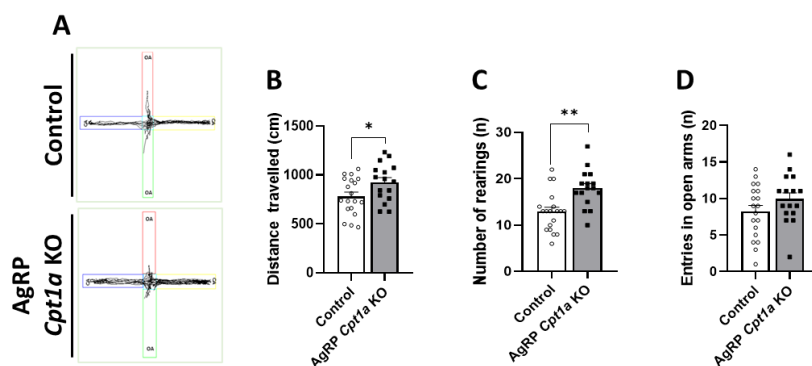 A
Control
OA
OA
AgRP
Cpt1a KO
OA
OA
B
Distance travelled (cm)
1500
1000
500
0
*
Control
AgRP Cpt1a KO
C
Number of rearings (n)
30
20
10
0
**
Control
AgRP Cpt1a KO
D
Entries in open arms (n)
20
15
10
5
0
Control
AgRP Cpt1a KO